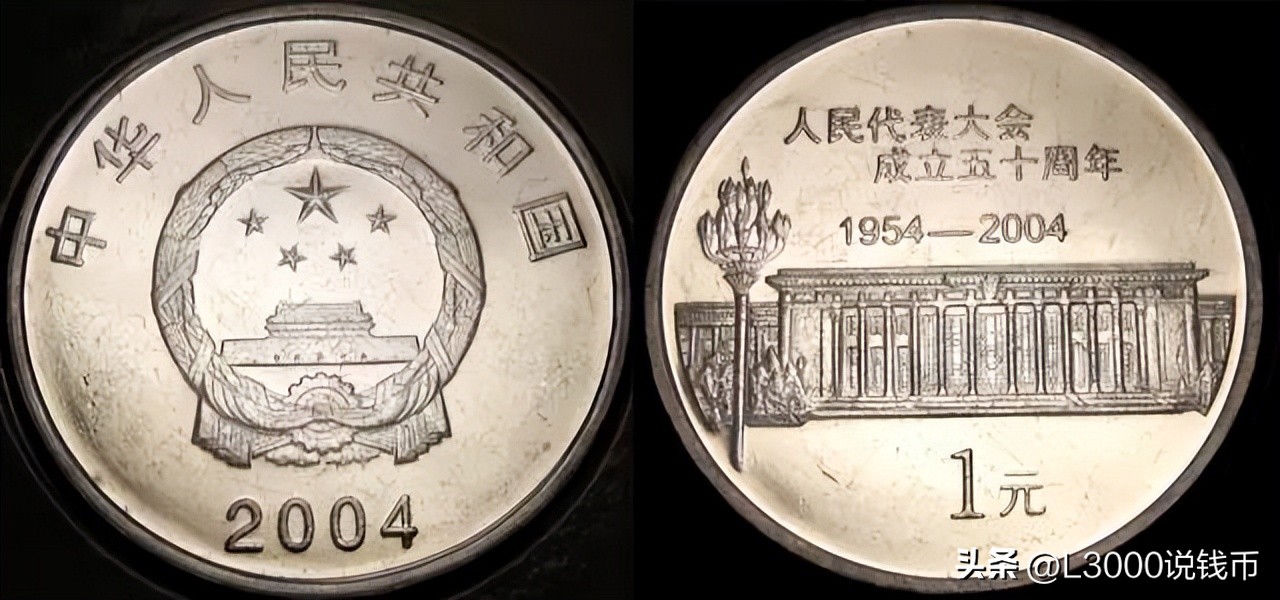 中华人民共和国
2004
人民代表大会
成立五十周年
1954—2004
1元
头条@L3000说钱币